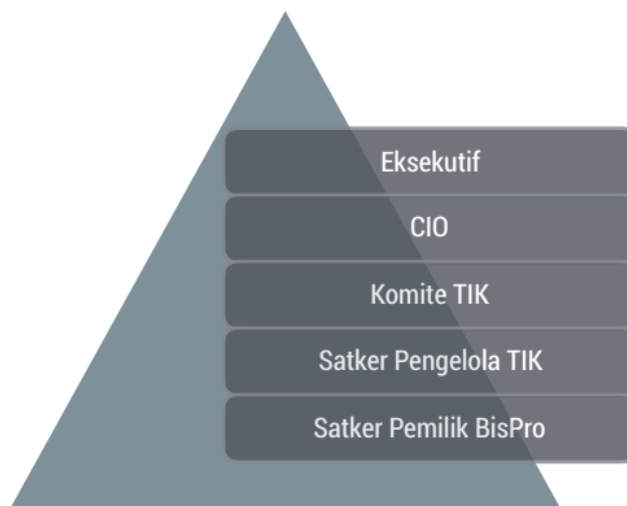 Eksekutif
CIO
Komite TIK
Satker Pengelola TIK
Satker Pemilik BisPro